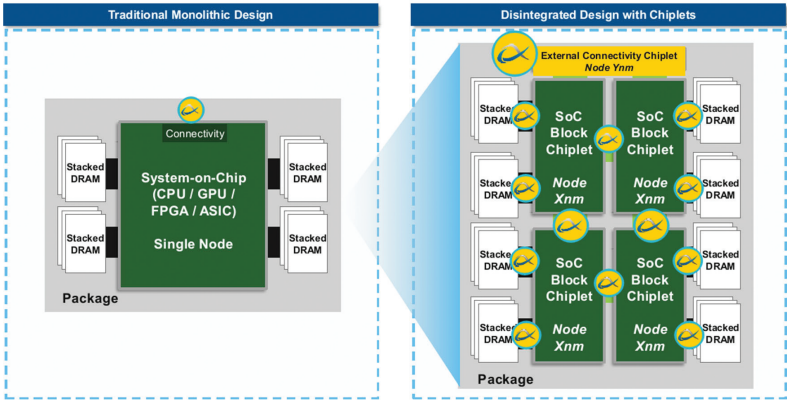 Traditional Monolithic Design
Connectivity
Stacked
DRAM
Stacked
DRAM
System-on-Chip
(CPU / GPU /
FPGA / ASIC)
Single Node
Stacked
DRAM
Stacked
DRAM
Package
Disintegrated Design with Chiplets
External Connectivity Chiplet
Node Ynm
Stacked
DRAM
SoC
Block
Chiplet
Node
Xnm
SoC
Block
Chiplet
Node
Xnm
Stacked
DRAM
Stacked
DRAM
Stacked
DRAM
Stacked
DRAM
SoC
Block
Chiplet
Node
Xnm
SoC
Block
Chiplet
Node
Xnm
Stacked
DRAM
Stacked
DRAM
Stacked
DRAM
Package